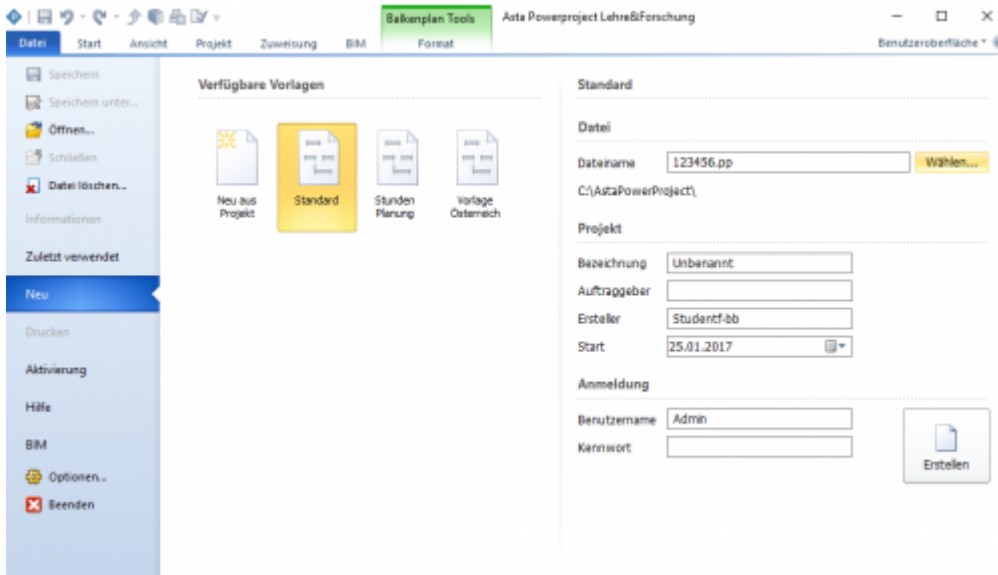 Balkenplan Tools
Asta Powerproject Lehre&Forschung
Datei
Start
Ansicht
Projekt
Zuweisung
BIM
Format
Benutzeroberfläche
Speichern
Speichern unter...
Öffnen...
Schließen
Datei löschen...
Informationen
Zuletzt verwendet
Neu
Drucken
Aktivierung
Hilfe
BIM
Optionen...
Beenden
Verfügbare Vorlagen
Neu aus
Projekt
Standard
Stunden
Planung
Vorlage
Österreich
Standard
Datei
Dateiname
123456.pp
Wählen...
C:\AstaPowerProject\
Projekt
Bezeichnung
Unbenannt
Auftraggeber
Ersteller
Studentf-bb
Start
25.01.2017
Anmeldung
Benutzername
Admin
Kennwort
Erstellen